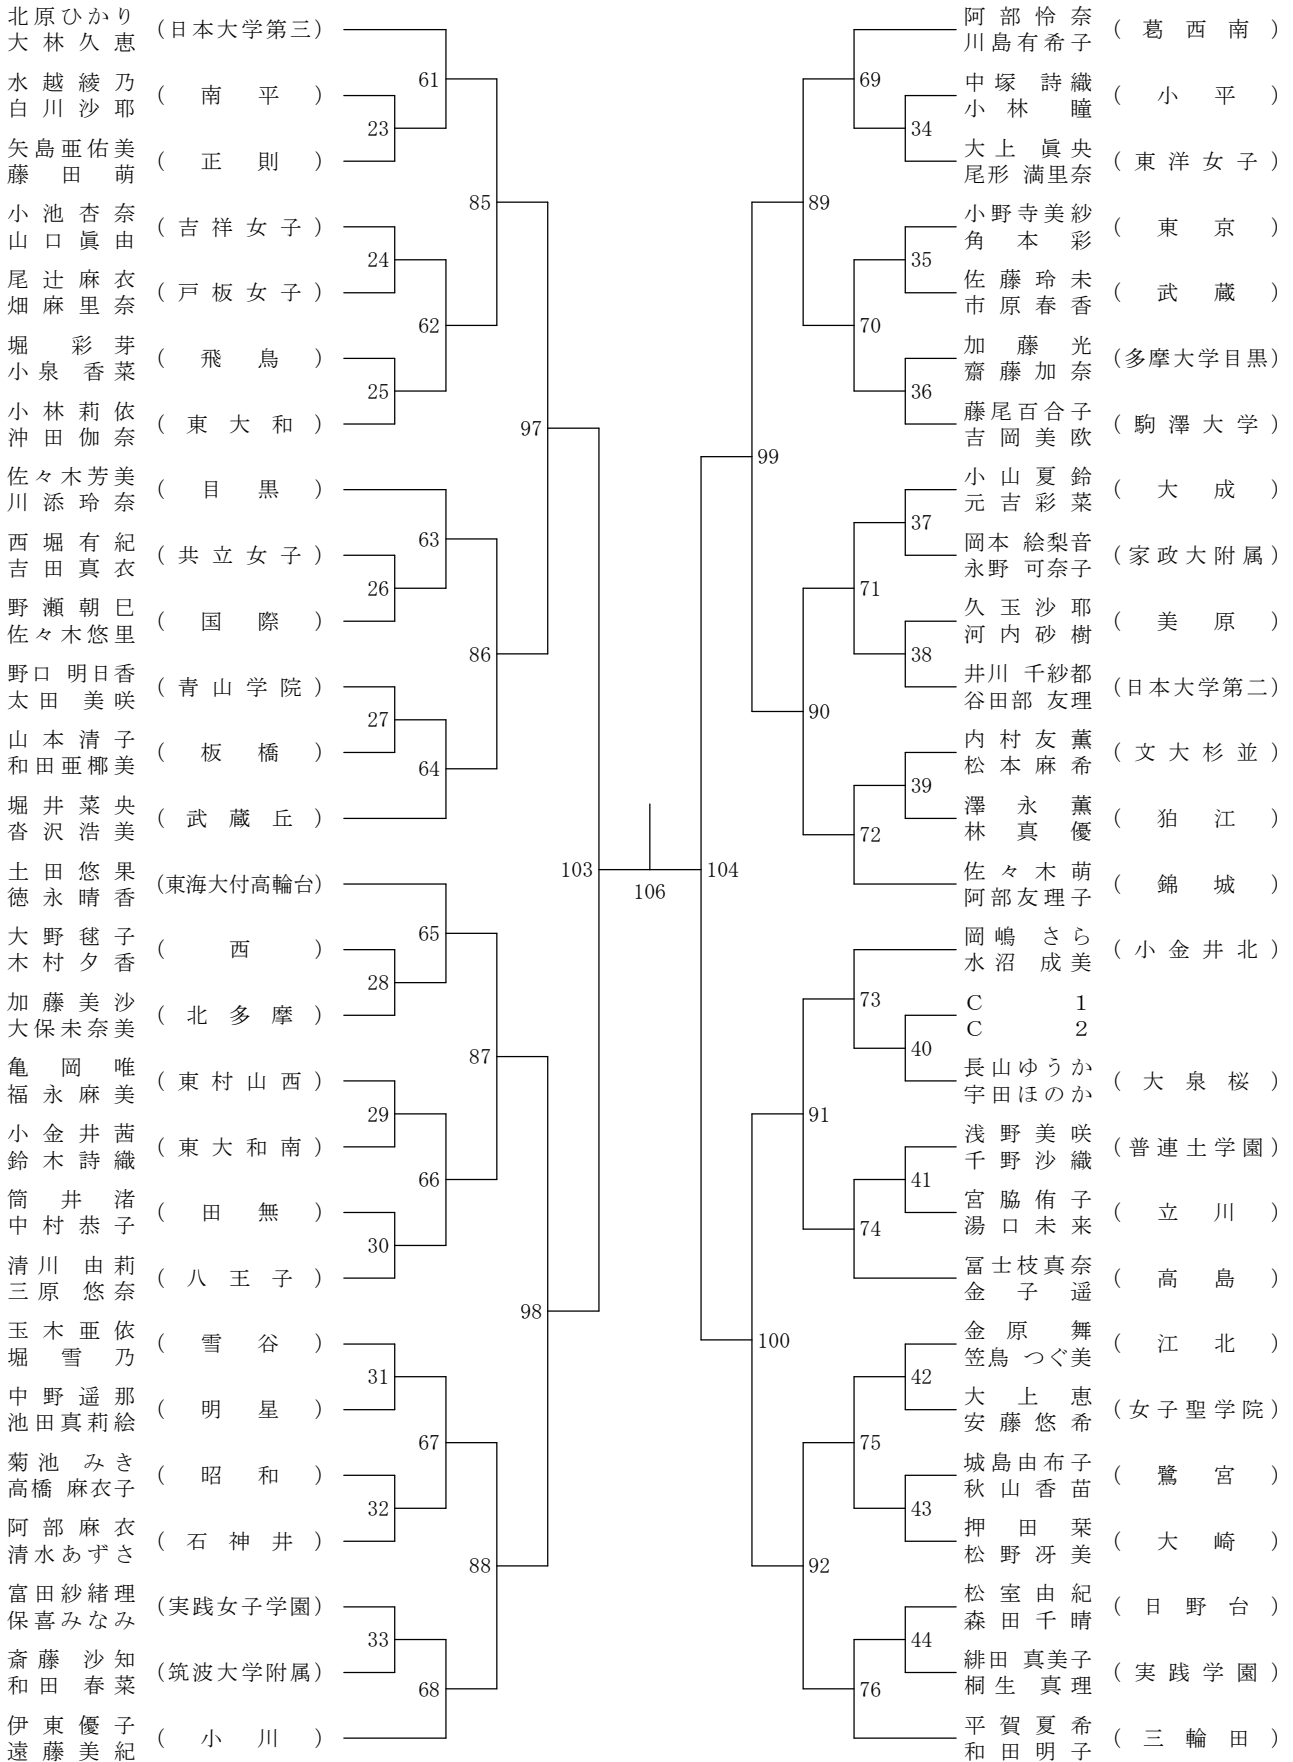 北原ひかり
大林久恵
(日本大学第三)
61
水越綾乃
白川沙耶
(南平)
23
矢島亜佑美
藤田萌
(正則)
85
小池杏奈
山口眞由
(吉祥女子)
24
尾辻麻衣
畑麻里奈
(戸板女子)
62
堀彩芽
小泉香菜
(飛鳥)
25
小林莉依
沖田伽奈
(東大和)
97
佐々木芳美
川添玲奈
(目黒)
63
西堀有紀
吉田真衣
(共立女子)
26
野瀬朝巳
佐々木悠里
(国際)
86
野口 明日香
太田 美咲
(青山学院)
27
山本清子
和田亜椰美
(板橋)
64
堀井菜央
沓沢浩美
(武蔵丘)
103
土田悠果
徳永晴香
(東海大付高輪台)
65
大野毬子
木村夕香
(西)
28
加藤美沙
大保未奈美
(北多摩)
87
亀岡唯
福永麻美
(東村山西)
29
小金井茜
鈴木詩織
(東大和南)
66
筒井渚
中村恭子
(田無)
30
清川由莉
三原悠奈
(八王子)
98
玉木亜依
堀雪乃
(雪谷)
31
中野遥那
池田真莉絵
(明星)
67
菊池みき
高橋 麻衣子
(昭和)
32
阿部麻衣
清水あずさ
(石神井)
88
富田紗緒理
保喜みなみ
(実践女子学園)
33
斎藤沙知
和田春菜
(筑波大学附属)
68
伊東優子
遠藤美紀
(小川)
106
阿部怜奈
川島有希子
(葛西南)
69
中塚詩織
小林瞳
(小平)
34
大上眞央
尾形 満里奈
(東洋女子)
89
小野寺美紗
角本彩
(東京)
35
佐藤玲未
市原春香
(武蔵)
70
加藤光
齋藤加奈
(多摩大学目黒)
36
藤尾百合子
吉岡美欧
(駒澤大学)
99
小山夏鈴
元吉彩菜
(大成)
37
岡本 絵梨音
永野 可奈子
(家政大附属)
71
久玉沙耶
河内砂樹
(美原)
38
井川 千紗都
谷田部 友理
(日本大学第二)
90
内村友薫
松本麻希
(文大杉並)
39
澤永薫
林真優
(狛江)
72
佐々木萌
阿部友理子
(錦城)
104
岡嶋さら
水沼成美
(小金井北)
73
C 1
C 2
40
長山ゆうか
宇田ほのか
(大泉桜)
91
浅野美咲
千野沙織
(普連土学園)
41
宮脇侑子
湯口未来
(立川)
74
冨士枝真奈
金子遥
(高島)
100
金原舞
笠鳥 つぐ美
(江北)
42
大上恵
安藤悠希
(女子聖学院)
75
城島由布子
秋山香苗
(鷺宮)
43
押田栞
松野冴美
(大崎)
92
松室由紀
森田千晴
(日野台)
44
緋田 真美子
桐生 真理
(実践学園)
76
平賀夏希
和田明子
(三輪田)